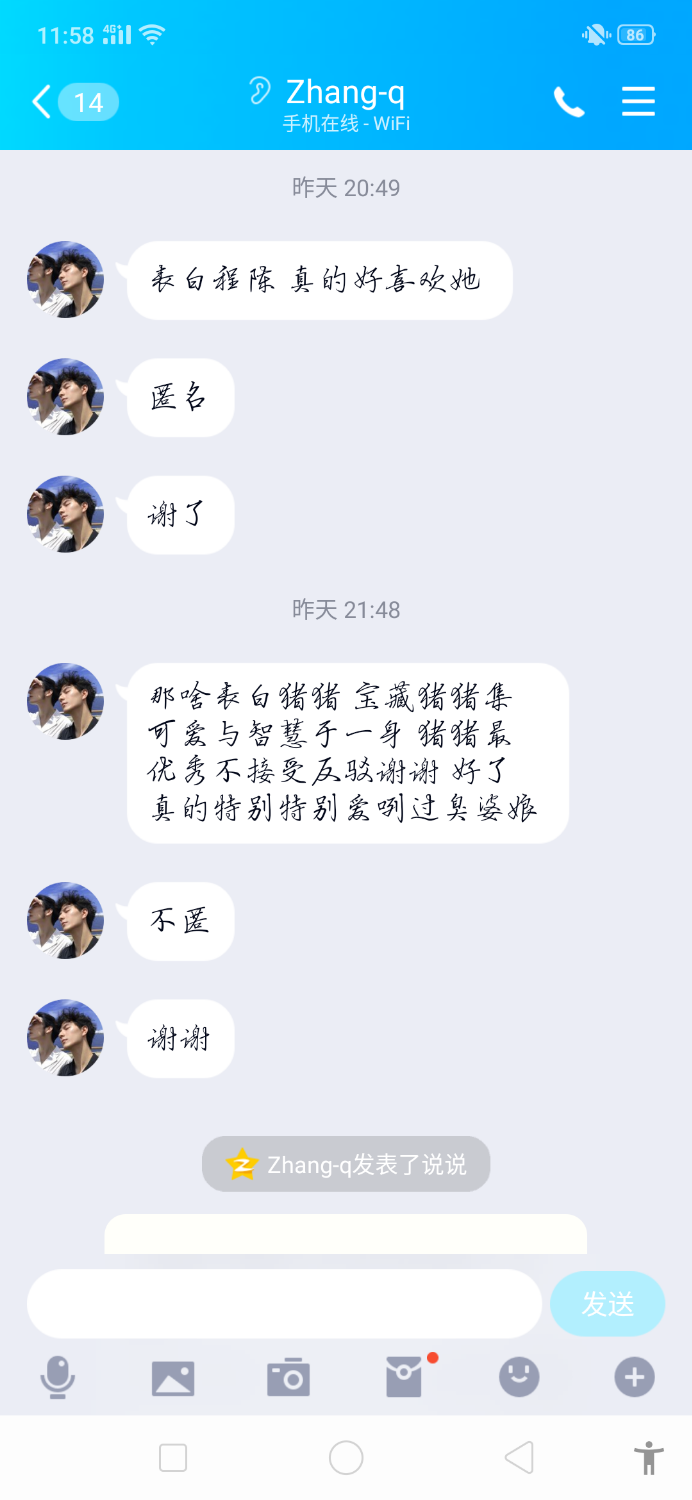 11:58 4G+ 86
14 Zhang-q
手机在线 - WiFi
昨天 20:49
表白程陈 真的好喜欢她
匿名
谢了
昨天 21:48
那啥表白猪猪 宝藏猪猪集
可爱与智慧于一身 猪猪最
优秀不接受反驳谢谢 好了
真的特别特别爱咧过臭婆娘
不匿
谢谢
Zhang-q发表了说说
发送